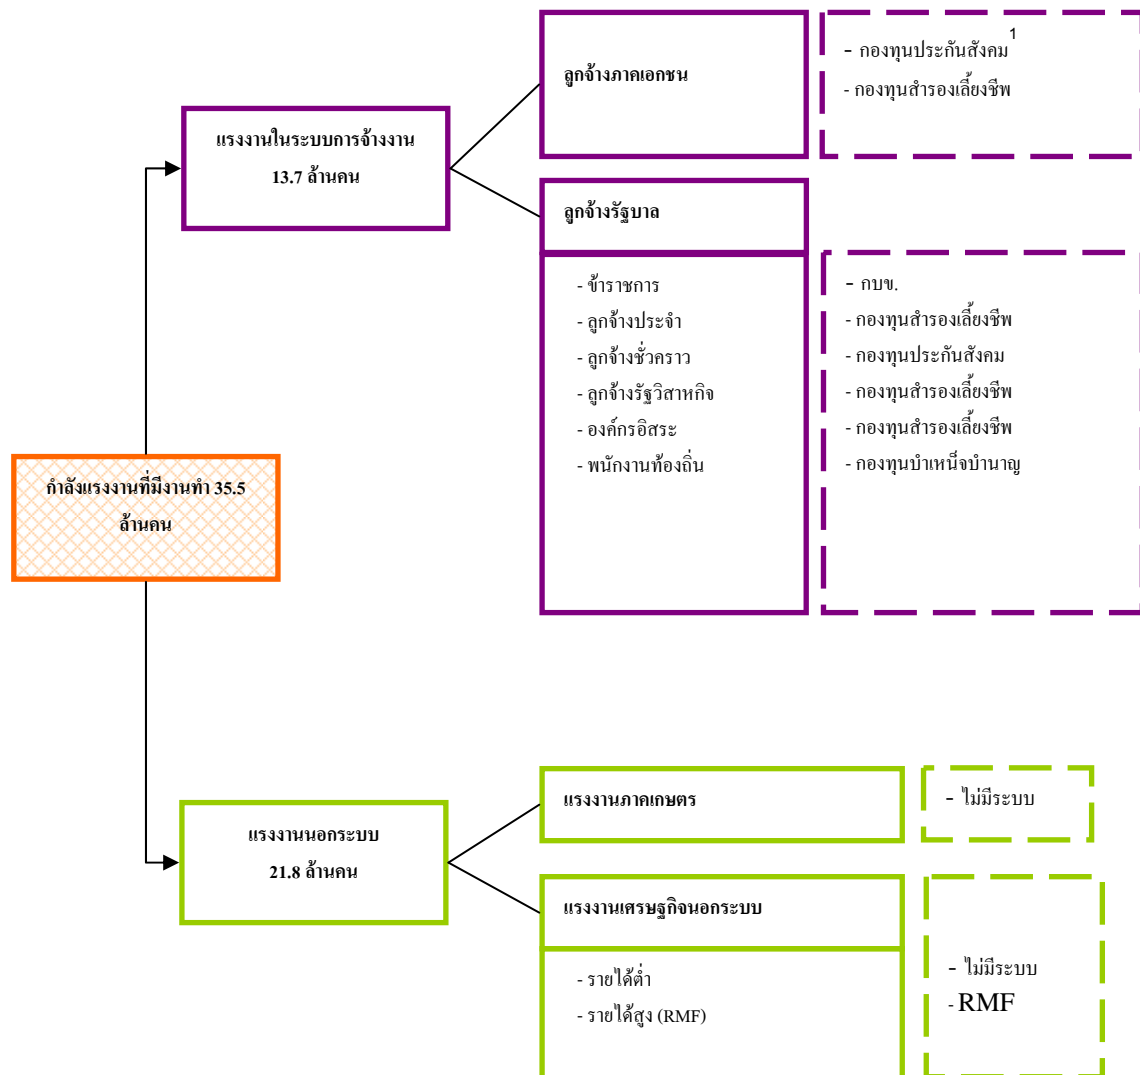 ลูกจ้างภาคเอกชน
- กองทุนประกันสังคม1
- กองทุนสำรองเลี้ยงชีพ
แรงงานในระบบการจ้างงาน
13.7 ล้านคน
ลูกจ้างรัฐบาล
- ข้าราชการ
- ลูกจ้างประจำ
- ลูกจ้างชั่วคราว
- ลูกจ้างรัฐวิสาหกิจ
- องค์กรอิสระ
- พนักงานท้องถิ่น
- กบข.
- กองทุนสำรองเลี้ยงชีพ
- กองทุนประกันสังคม
- กองทุนสำรองเลี้ยงชีพ
- กองทุนสำรองเลี้ยงชีพ
- กองทุนบำเหน็จบำนาญ
กำลังแรงงานที่มีงานทำ 35.5
ล้านคน
แรงงานนอกระบบ
21.8 ล้านคน
แรงงานภาคเกษตร
- ไม่มีระบบ
แรงงานเศรษฐกิจนอกระบบ
- รายได้ต่ำ
- รายได้สูง (RMF)
- ไม่มีระบบ
- RMF